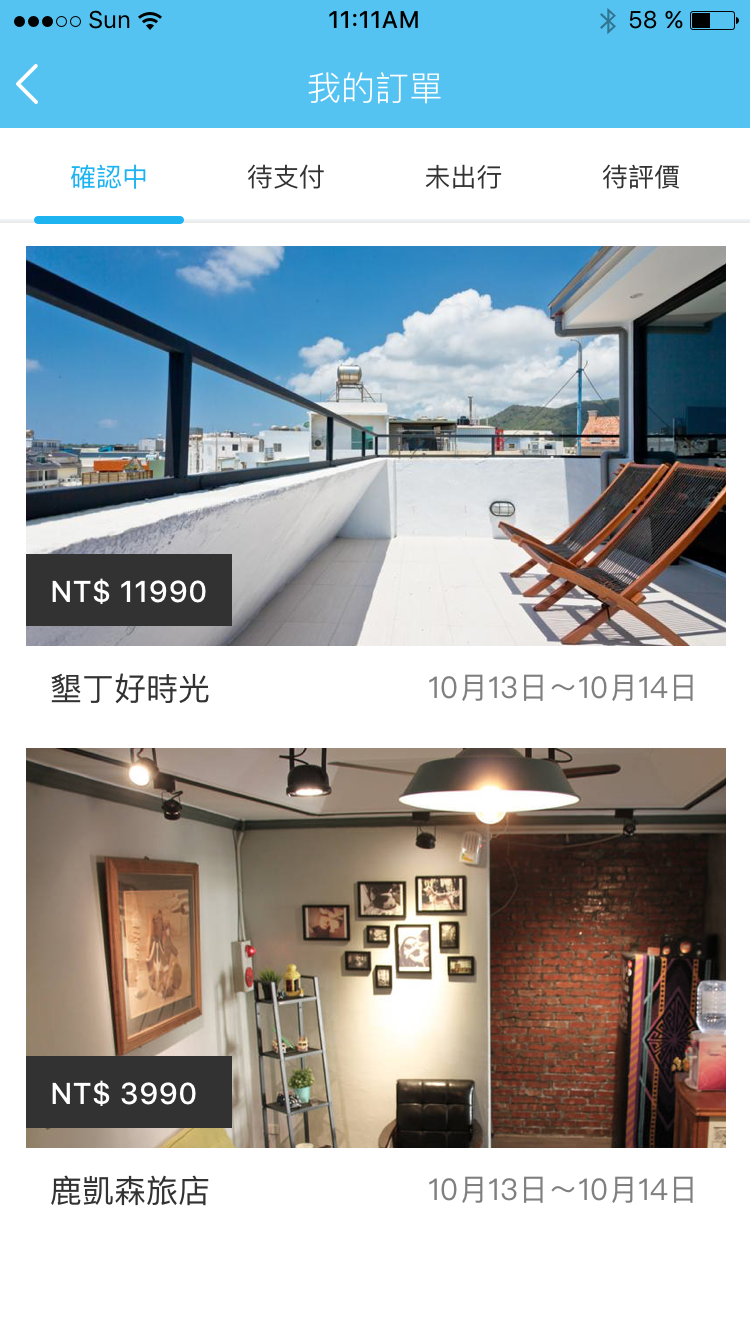 Sun 11:11AM 58 %
我的訂單
確認中 待支付 未出行 待評價
NT$ 11990
墾丁好時光 10月13日～10月14日
NT$ 3990
鹿凱森旅店 10月13日～10月14日